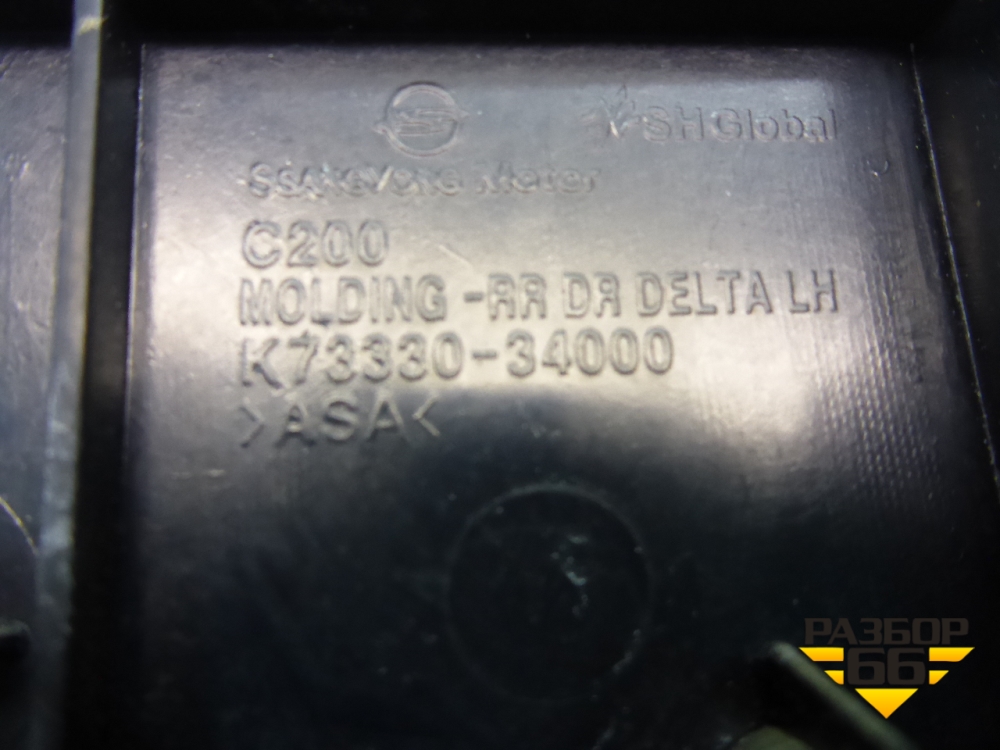 SH Global
SsangYong Motor
C200
MOLDING -RR DR DELTA LH
K73330-34000
>ASA<
РАЗБОР
66